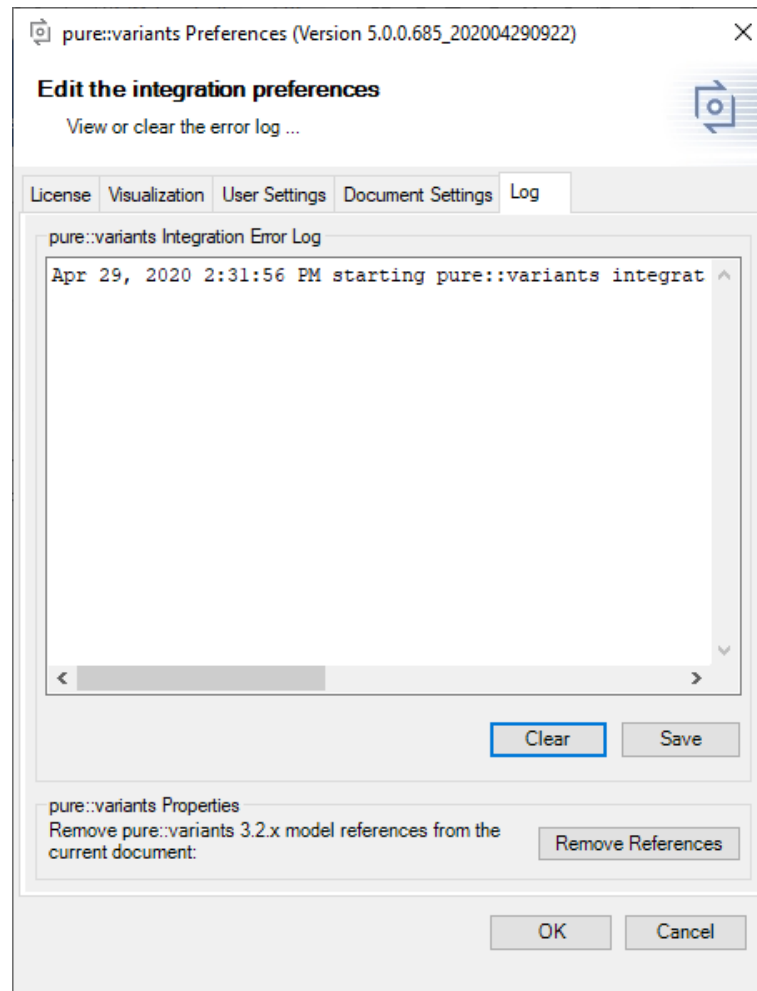 pure::variants Preferences (Version 5.0.0.685_202004290922)
Edit the integration preferences
View or clear the error log ...
License Visualization User Settings Document Settings Log
pure::variants Integration Error Log
Apr 29, 2020 2:31:56 PM starting pure::variants integrat
Clear Save
pure::variants Properties
Remove pure::variants 3.2.x model references from the
current document:
Remove References
OK Cancel